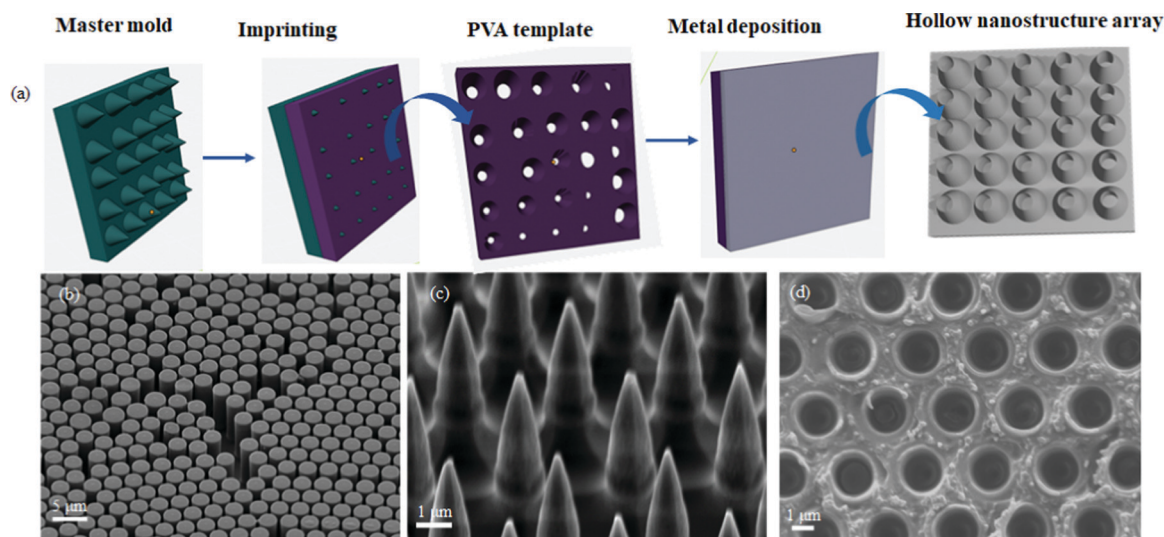 Master mold
Imprinting
PVA template
Metal deposition
Hollow nanostructure array
(a)
(b)
(c)
(d)
5 μm
1 μm
1 μm